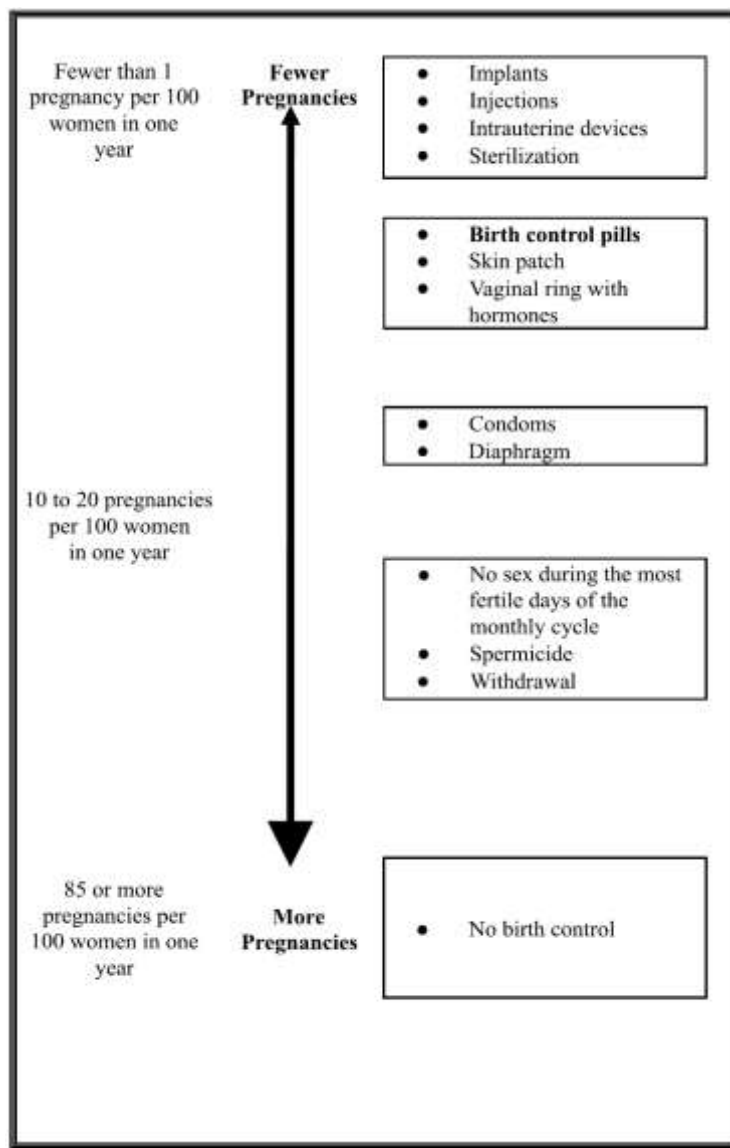 Fewer than 1
pregnancy per 100
women in one
year
Fewer
Pregnancies
● Implants
● Injections
● Intrauterine devices
● Sterilization
● Birth control pills
● Skin patch
● Vaginal ring with
hormones
● Condoms
● Diaphragm
10 to 20 pregnancies
per 100 women
in one year
● No sex during the most
fertile days of the
monthly cycle
● Spermicide
● Withdrawal
85 or more
pregnancies per
100 women in one
year
More
Pregnancies
● No birth control